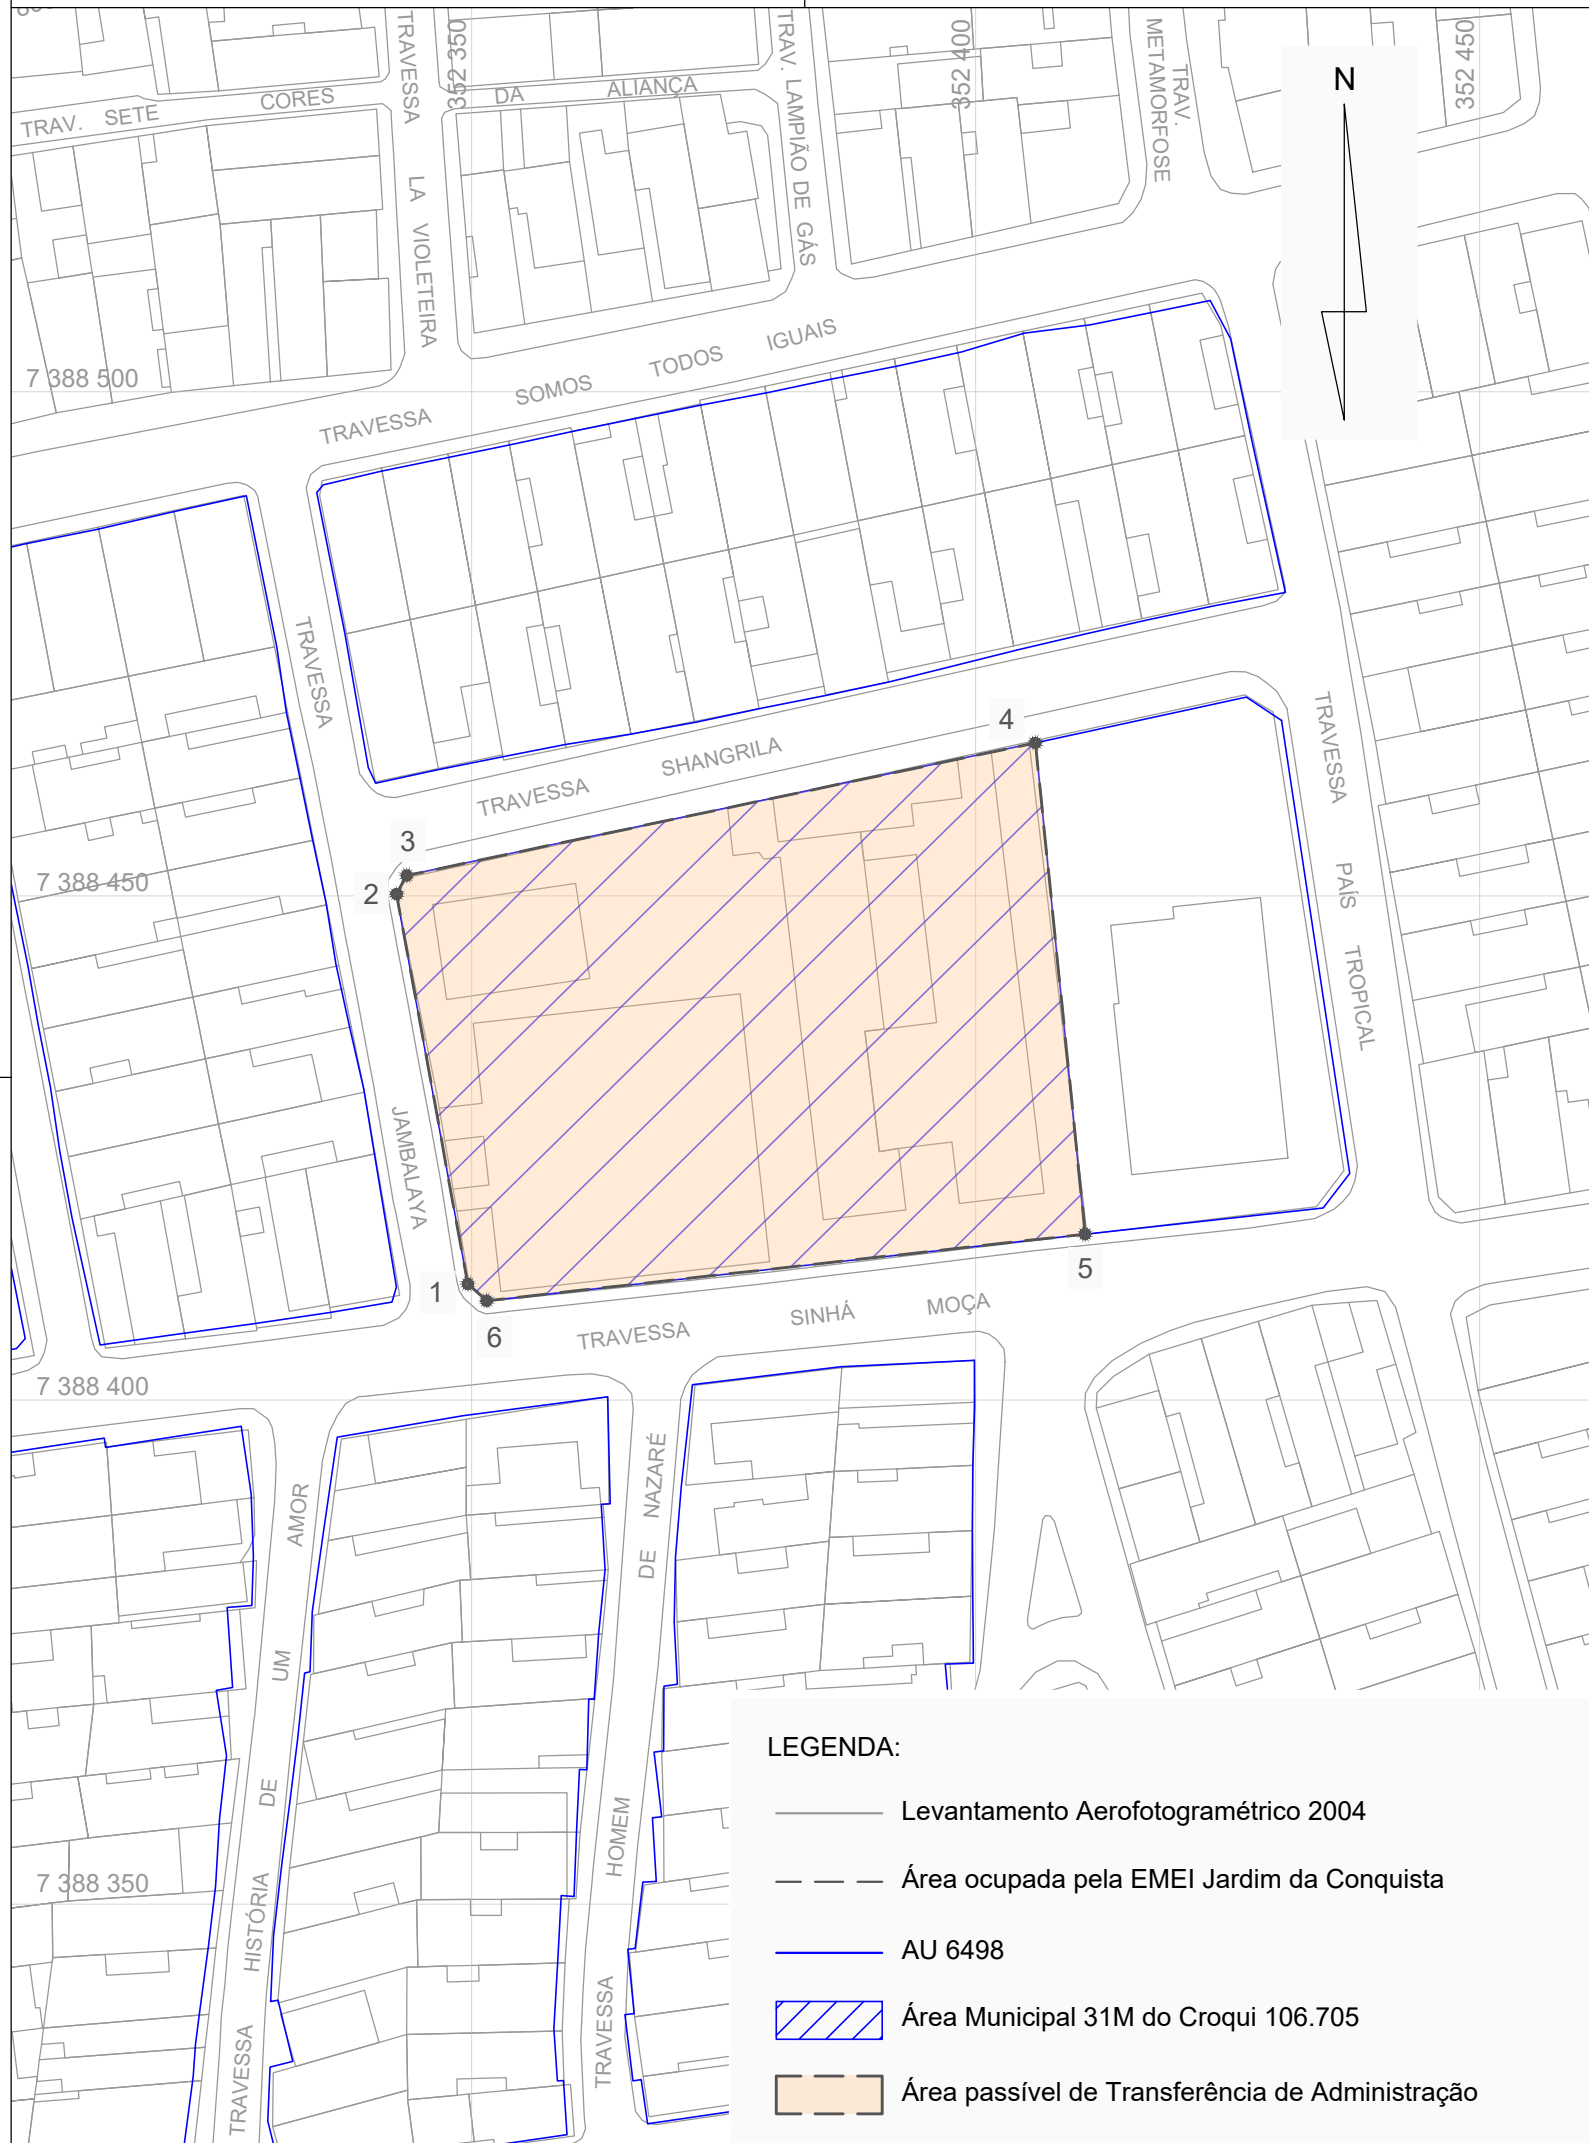 352 350
352 400
352 450
TRAVESSA LA VIOLETEIRA
TRAV. SETE CORES
DA ALIANÇA
TRAV. LAMPIÃO DE GÁS
TRAV. METAMORFOSE
N
7 388 500
TRAVESSA SOMOS TODOS IGUAIS
TRAVESSA JAMBALAYA
TRAVESSA SHANGRILA
TRAVESSA PAÍS TROPICAL
4
3
2
7 388 450
1
6
5
TRAVESSA SINHÁ MOÇA
7 388 400
TRAVESSA HISTÓRIA DE UM AMOR
TRAVESSA HOMEM DE NAZARÉ
7 388 350
LEGENDA:
Levantamento Aerofotogramétrico 2004
Área ocupada pela EMEI Jardim da Conquista
AU 6498
Área Municipal 31M do Croqui 106.705
Área passível de Transferência de Administração